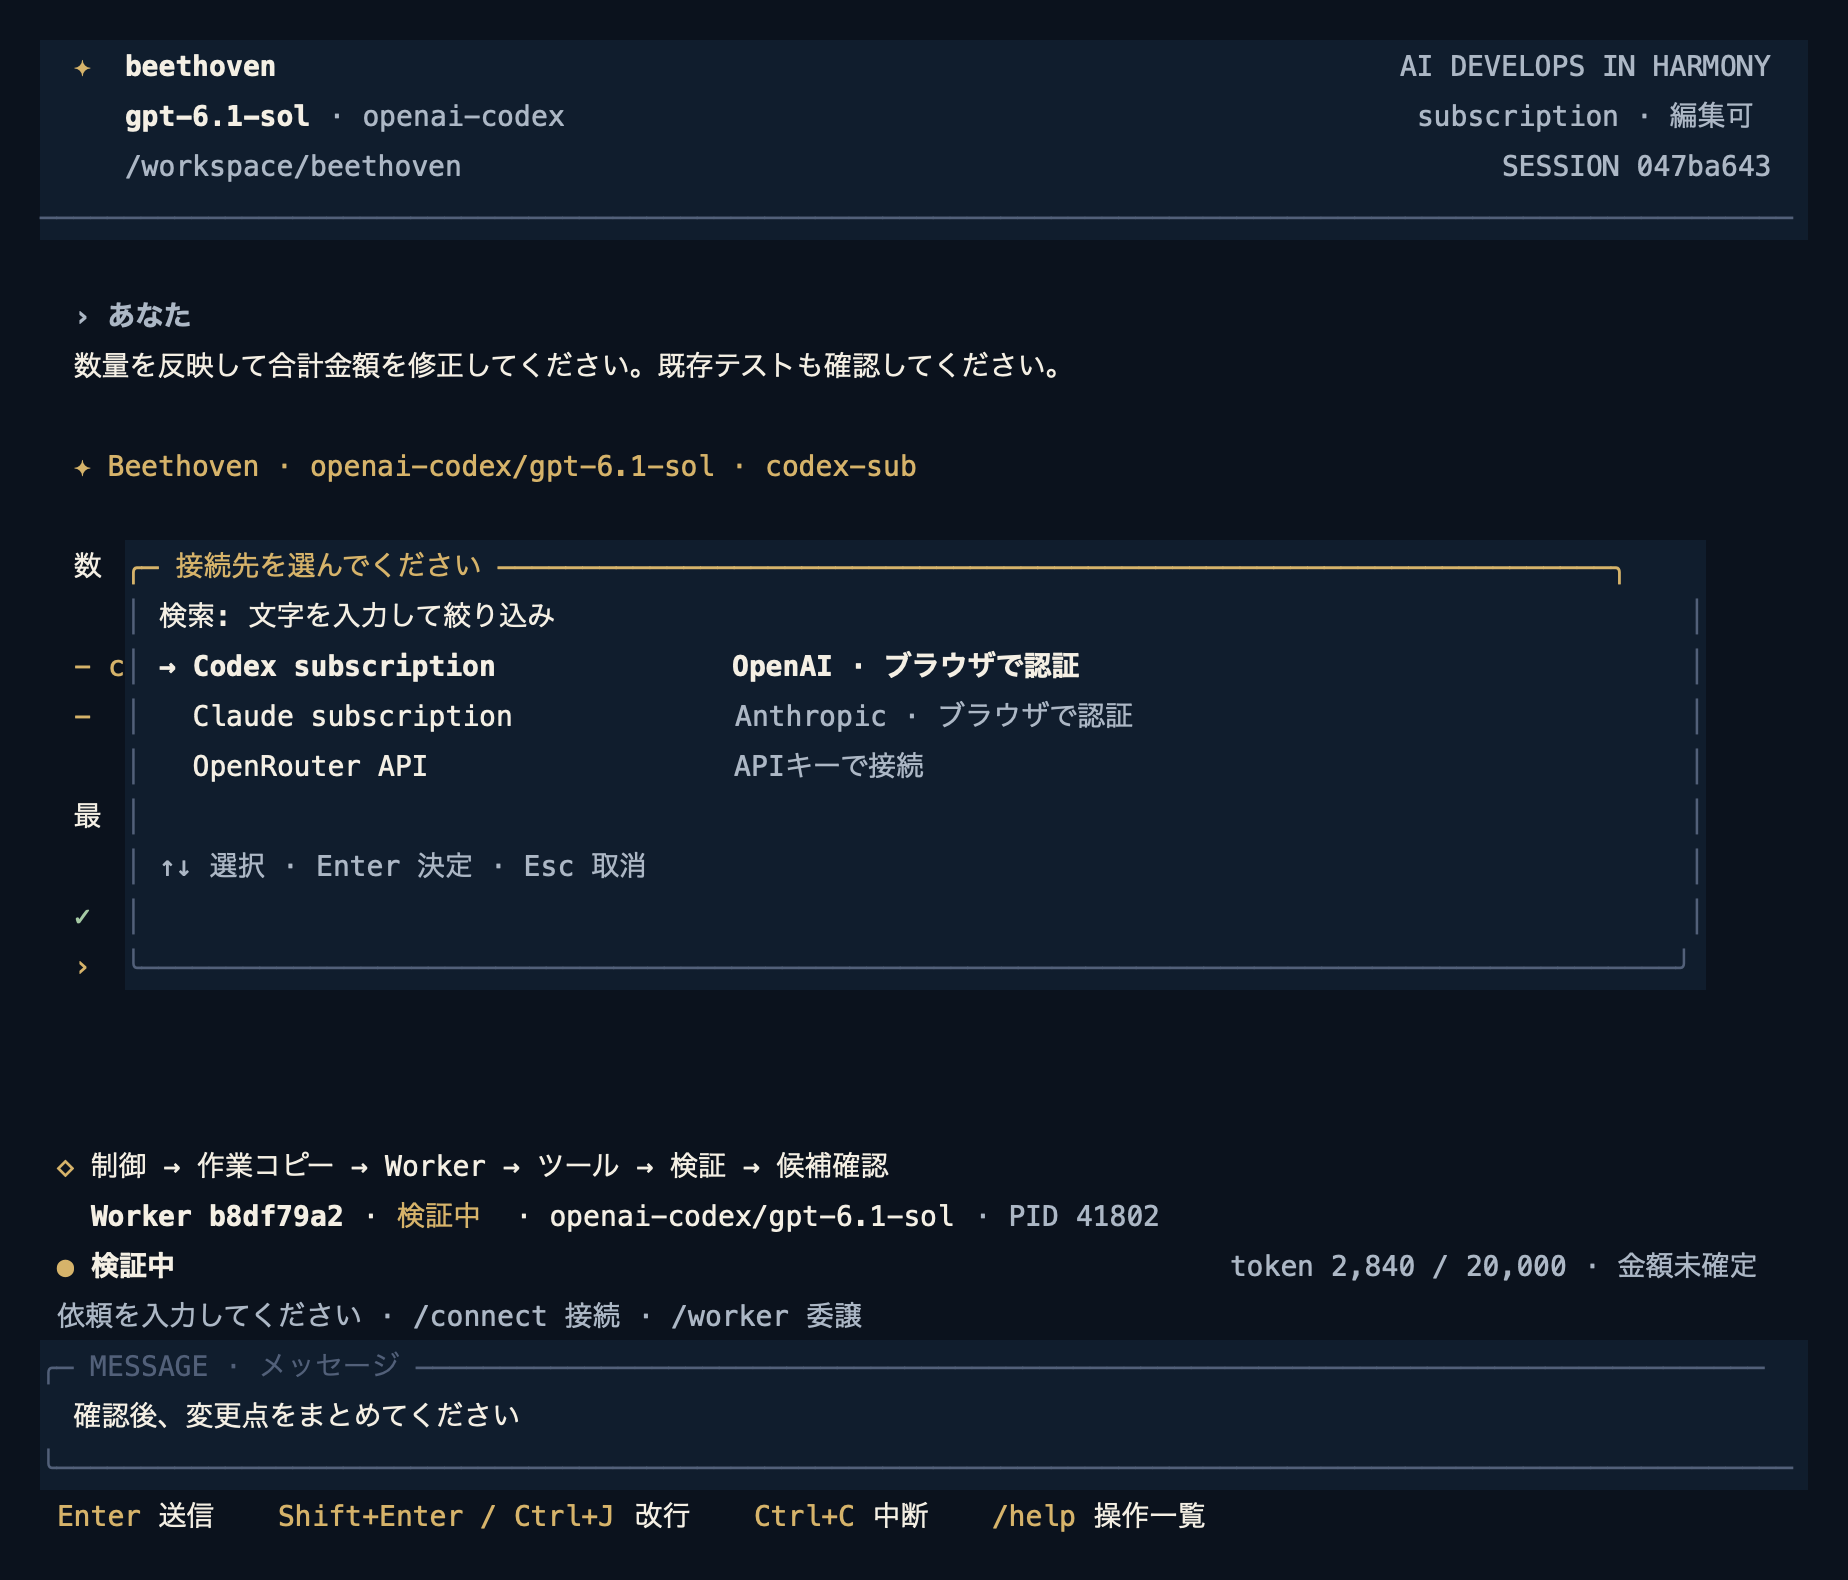 ✦ beethoven AI DEVELOPS IN HARMONY
gpt-6.1-sol · openai-codex subscription · 編集可
/workspace/beethoven SESSION 047ba643
› あなた
数量を反映して合計金額を修正してください。既存テストも確認してください。
✦ Beethoven · openai-codex/gpt-6.1-sol · codex-sub
数 接続先を選んでください
検索: 文字を入力して絞り込み
– c → Codex subscription OpenAI · ブラウザで認証
– Claude subscription Anthropic · ブラウザで認証
OpenRouter API APIキーで接続
最
↑↓ 選択 · Enter 決定 · Esc 取消
✓
›
◇ 制御 → 作業コピー → Worker → ツール → 検証 → 候補確認
Worker b8df79a2 · 検証中 · openai-codex/gpt-6.1-sol · PID 41802
● 検証中 token 2,840 / 20,000 · 金額未確定
依頼を入力してください · /connect 接続 · /worker 委譲
MESSAGE · メッセージ
確認後、変更点をまとめてください
Enter 送信 Shift+Enter / Ctrl+J 改行 Ctrl+C 中断 /help 操作一覧